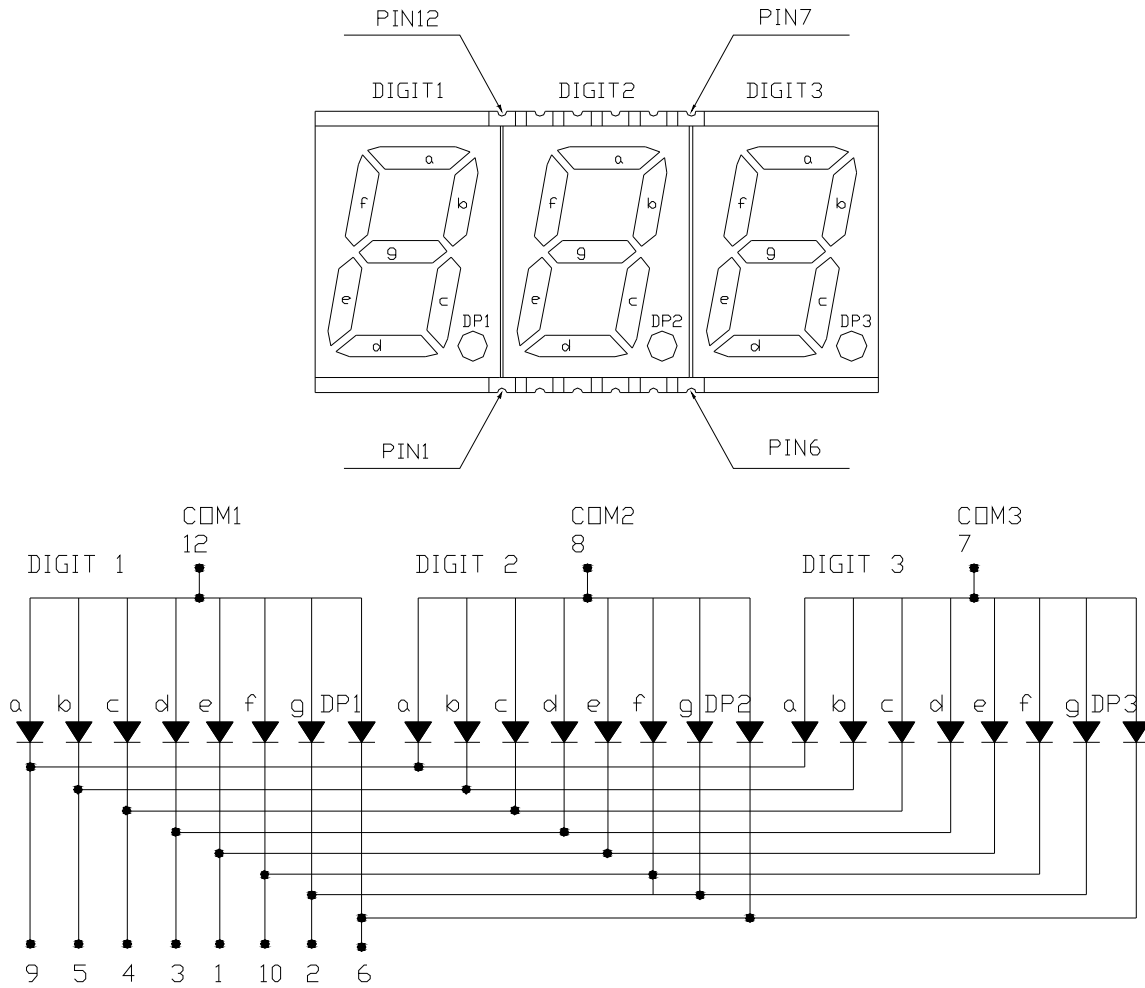 PIN12 PIN7
DIGIT1 DIGIT2 DIGIT3
a a a
f b f b f b
g g g
e c e c e c
DP1 DP2 DP3
d d d
PIN1 PIN6
COM1 COM2 COM3
12 8 7
DIGIT 1 DIGIT 2 DIGIT 3
a b c d e f g DP1 a b c d e f g DP2 a b c d e f g DP3
9 5 4 3 1 10 2 6